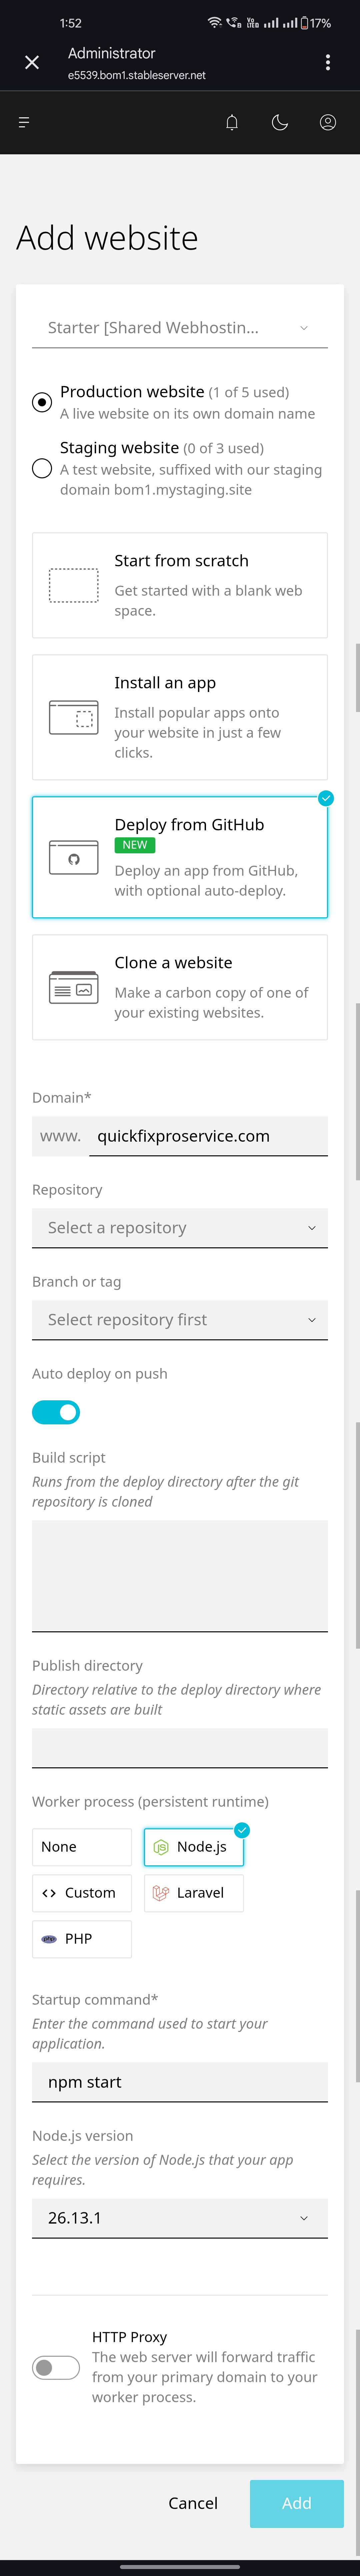 1:52
17%
Administrator
e5539.bom1.stableserver.net
Add website
Starter [Shared Webhostin...
Production website (1 of 5 used)
A live website on its own domain name
Staging website (0 of 3 used)
A test website, suffixed with our staging
domain bom1.mystaging.site
Start from scratch
Get started with a blank web
space.
Install an app
Install popular apps onto
your website in just a few
clicks.
Deploy from GitHub
NEW
Deploy an app from GitHub,
with optional auto-deploy.
Clone a website
Make a carbon copy of one of
your existing websites.
Domain*
www. quickfixproservice.com
Repository
Select a repository
Branch or tag
Select repository first
Auto deploy on push
Build script
Runs from the deploy directory after the git
repository is cloned
Publish directory
Directory relative to the deploy directory where
static assets are built
Worker process (persistent runtime)
None
Node.js
Custom
Laravel
php PHP
Startup command*
Enter the command used to start your
application.
npm start
Node.js version
Select the version of Node.js that your app
requires.
26.13.1
HTTP Proxy
The web server will forward traffic
from your primary domain to your
worker process.
Cancel
Add